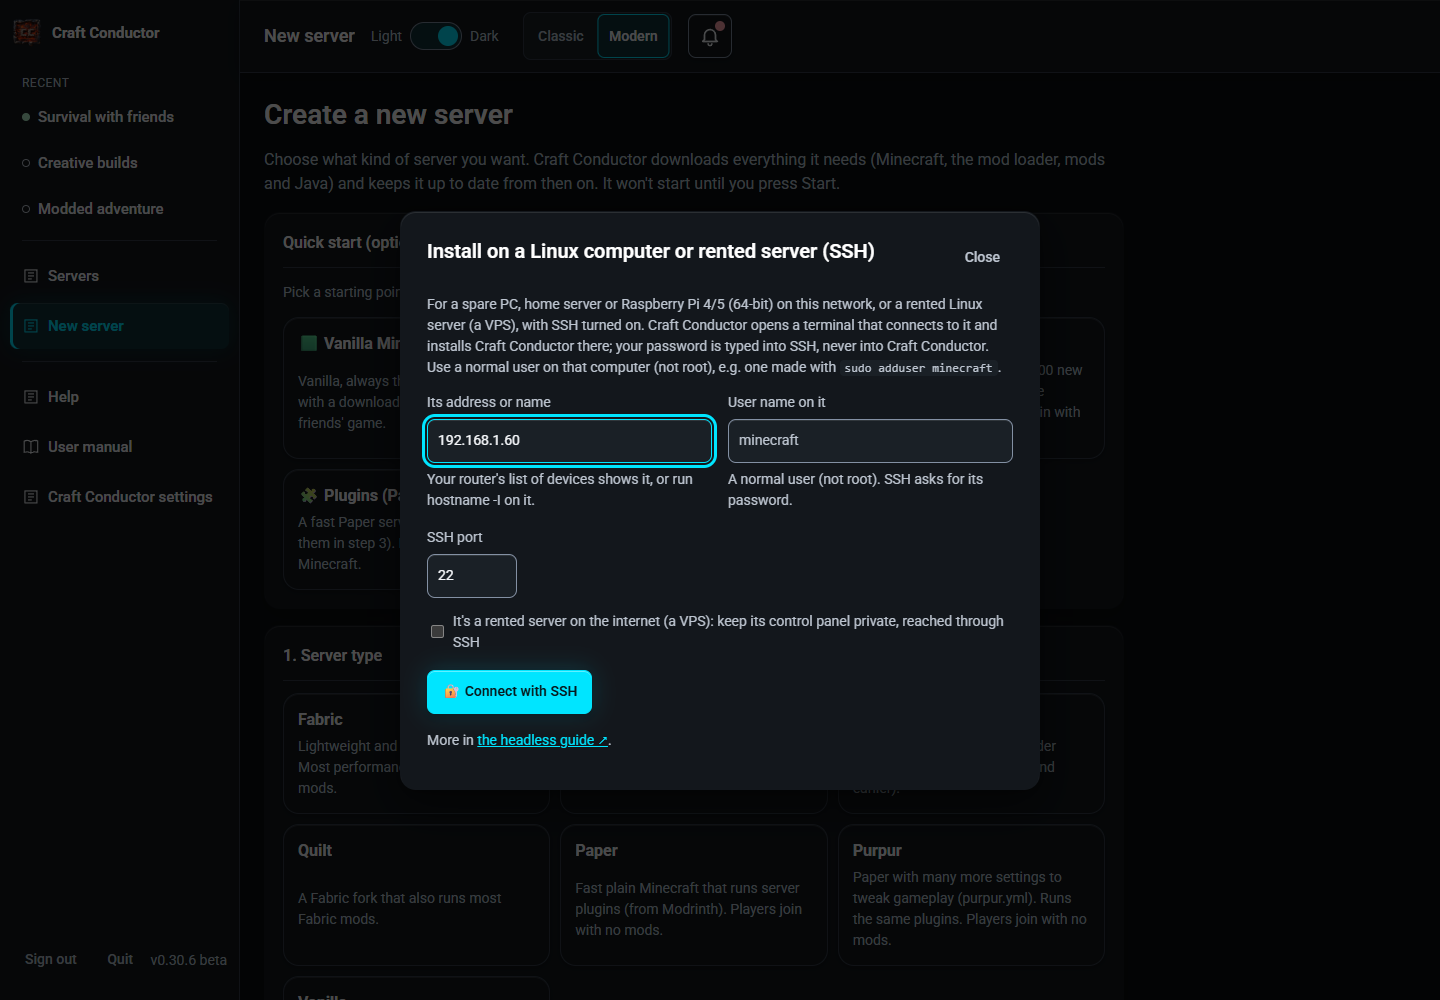 Craft Conductor
New server
Light
Dark
Classic
Modern
RECENT
Survival with friends
Creative builds
Modded adventure
Servers
New server
Help
User manual
Craft Conductor settings
Sign out
Quit
v0.30.6 beta
Create a new server
Choose what kind of server you want. Craft Conductor downloads everything it needs (Minecraft, the mod loader, mods
and Java) and keeps it up to date from then on. It won't start until you press Start.
Quick start
Pick a starting
Vanilla
Vanilla, always
with a download
friends' game.
00 new
in with
Plugins
A fast Paper
them in step 3).
Minecraft.
Install on a Linux computer or rented server (SSH)
Close
For a spare PC, home server or Raspberry Pi 4/5 (64-bit) on this network, or a rented Linux
server (a VPS), with SSH turned on. Craft Conductor opens a terminal that connects to it and
installs Craft Conductor there; your password is typed into SSH, never into Craft Conductor.
Use a normal user on that computer (not root), e.g. one made with sudo adduser minecraft.
Its address or name
User name on it
192.168.1.60
minecraft
Your router's list of devices shows it, or run
hostname -I on it.
A normal user (not root). SSH asks for its
password.
SSH port
22
It's a rented server on the internet (a VPS): keep its control panel private, reached through
SSH
Connect with SSH
More in the headless guide ↗.
1. Server type
Fabric
Lightweight and
Most
mods.
Quilt
A Fabric fork that also runs most
Fabric mods.
Paper
Fast plain Minecraft that runs server
plugins (from Modrinth). Players join
with no mods.
Purpur
Paper with many more settings to
tweak gameplay (purpur.yml). Runs
the same plugins. Players join with no
mods.